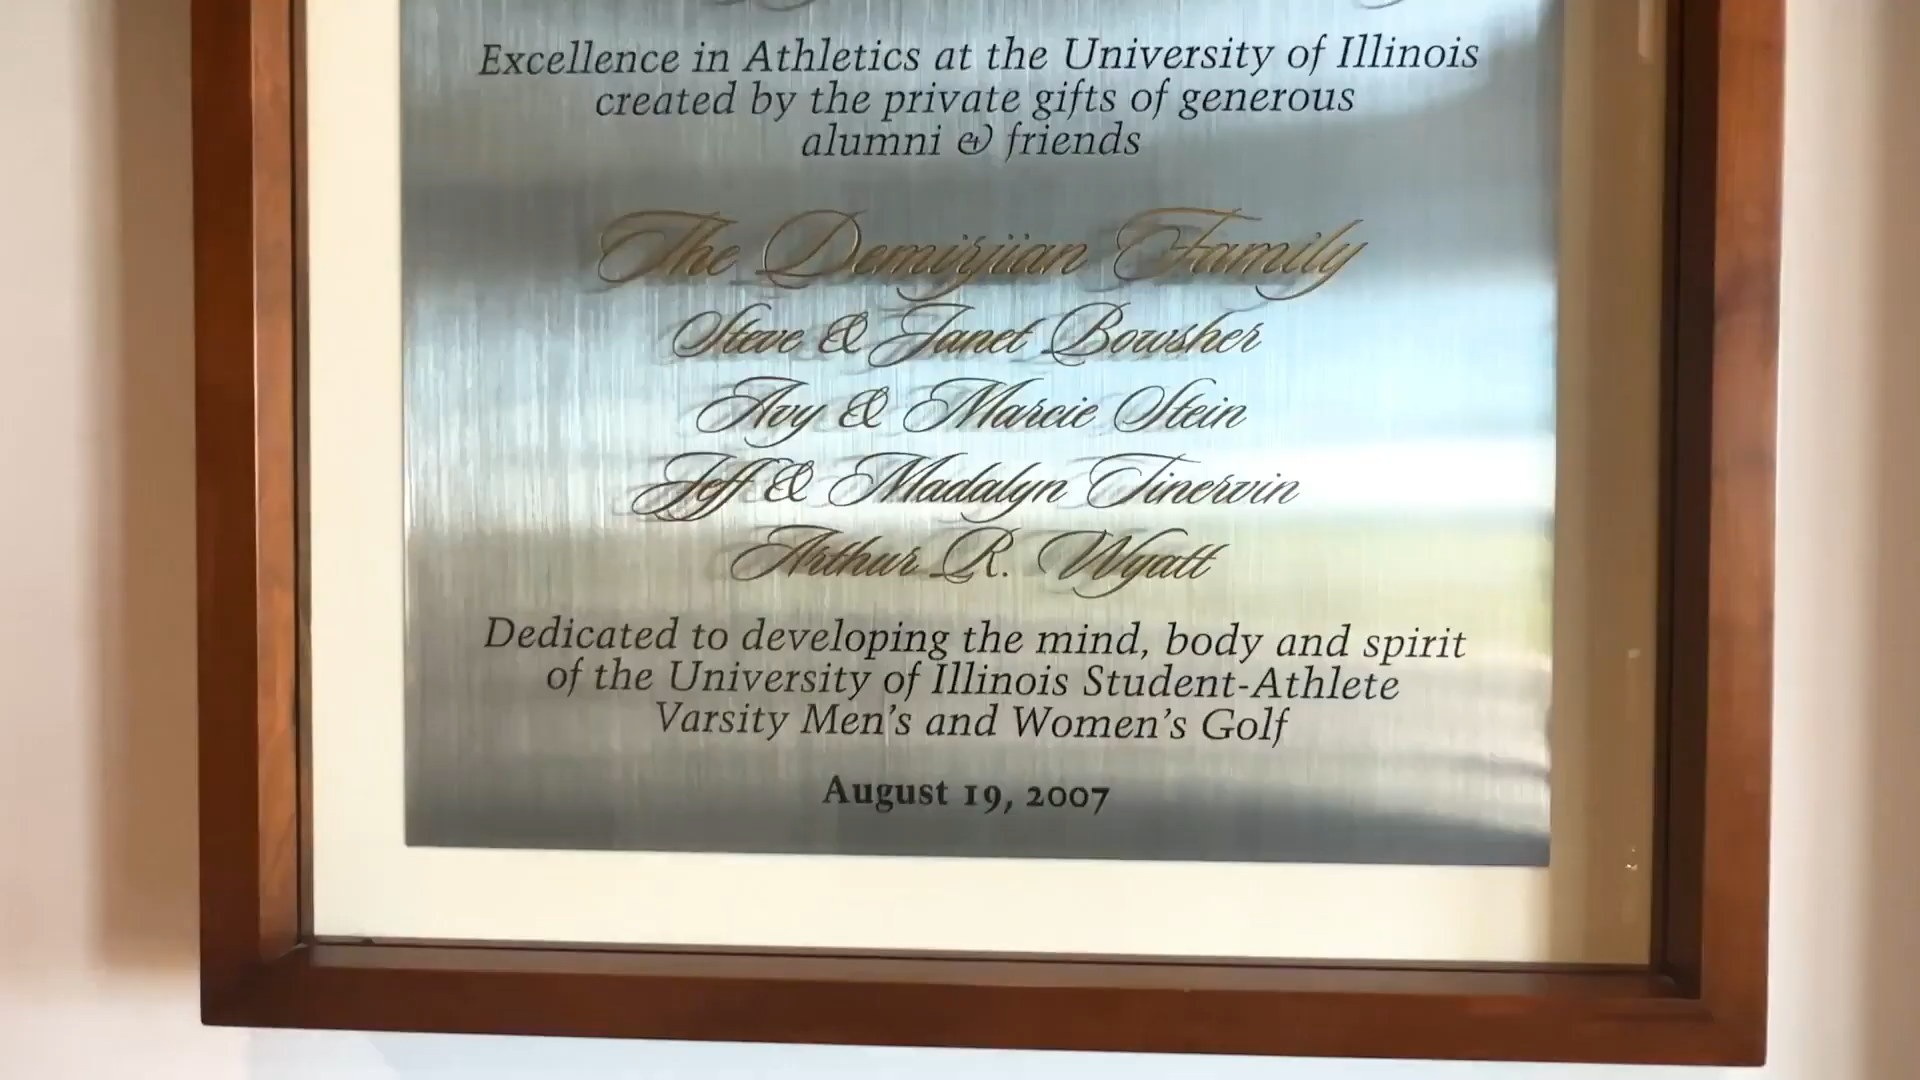 Excellence in Athletics at the University of Illinois
created by the private gifts of generous
alumni & friends
The Demirjian Family
Steve & Janet Bowsher
Avy & Marcie Stein
Jeff & Madalyn Tinervin
Arthur R. Wyatt
Dedicated to developing the mind, body and spirit
of the University of Illinois Student-Athlete
Varsity Men's and Women's Golf
August 19, 2007